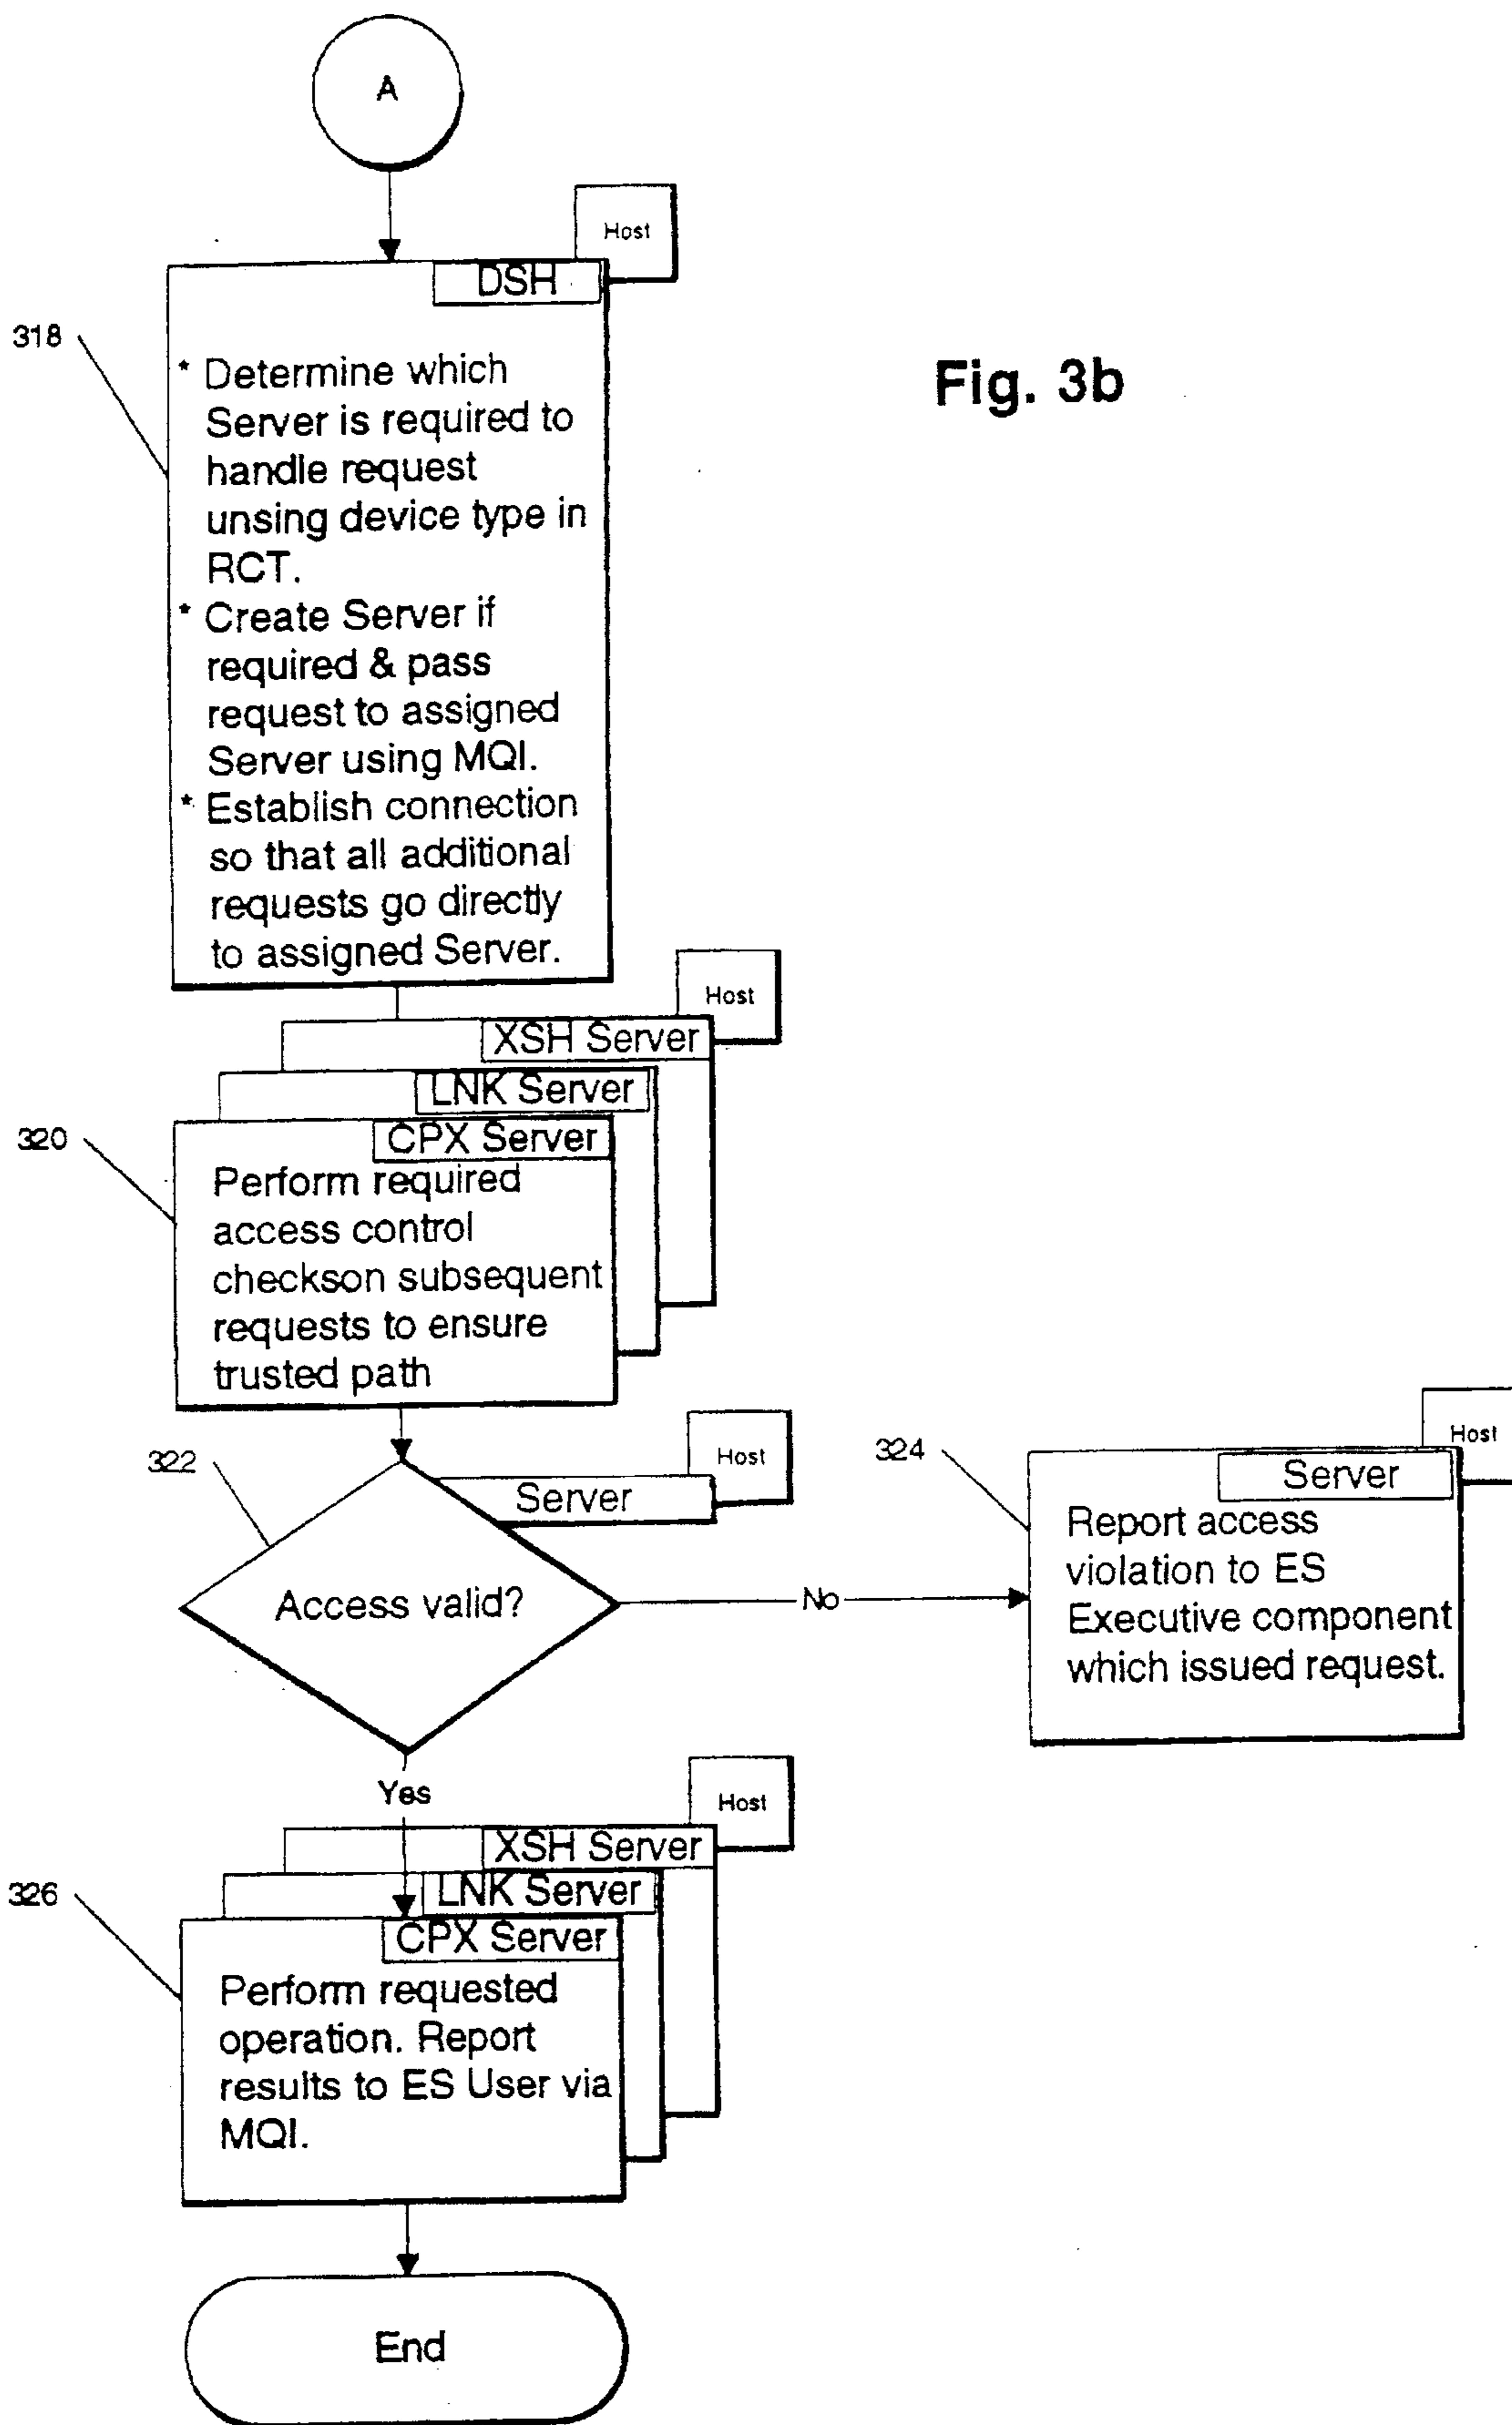 A
Host
DSH
318
* Determine which
Server is required to
handle request
unsing device type in
RCT.
* Create Server if
required & pass
request to assigned
Server using MQI.
* Establish connection
so that all additional
requests go directly
to assigned Server.
Fig. 3b
Host
XSH Server
LNK Server
CPX Server
320
Perform required
access control
checkson subsequent
requests to ensure
trusted path
322
Host
Server
Access valid?
No
324
Host
Server
Report access
violation to ES
Executive component
which issued request.
Yes
Host
XSH Server
LNK Server
CPX Server
326
Perform requested
operation. Report
results to ES User via
MQI.
End